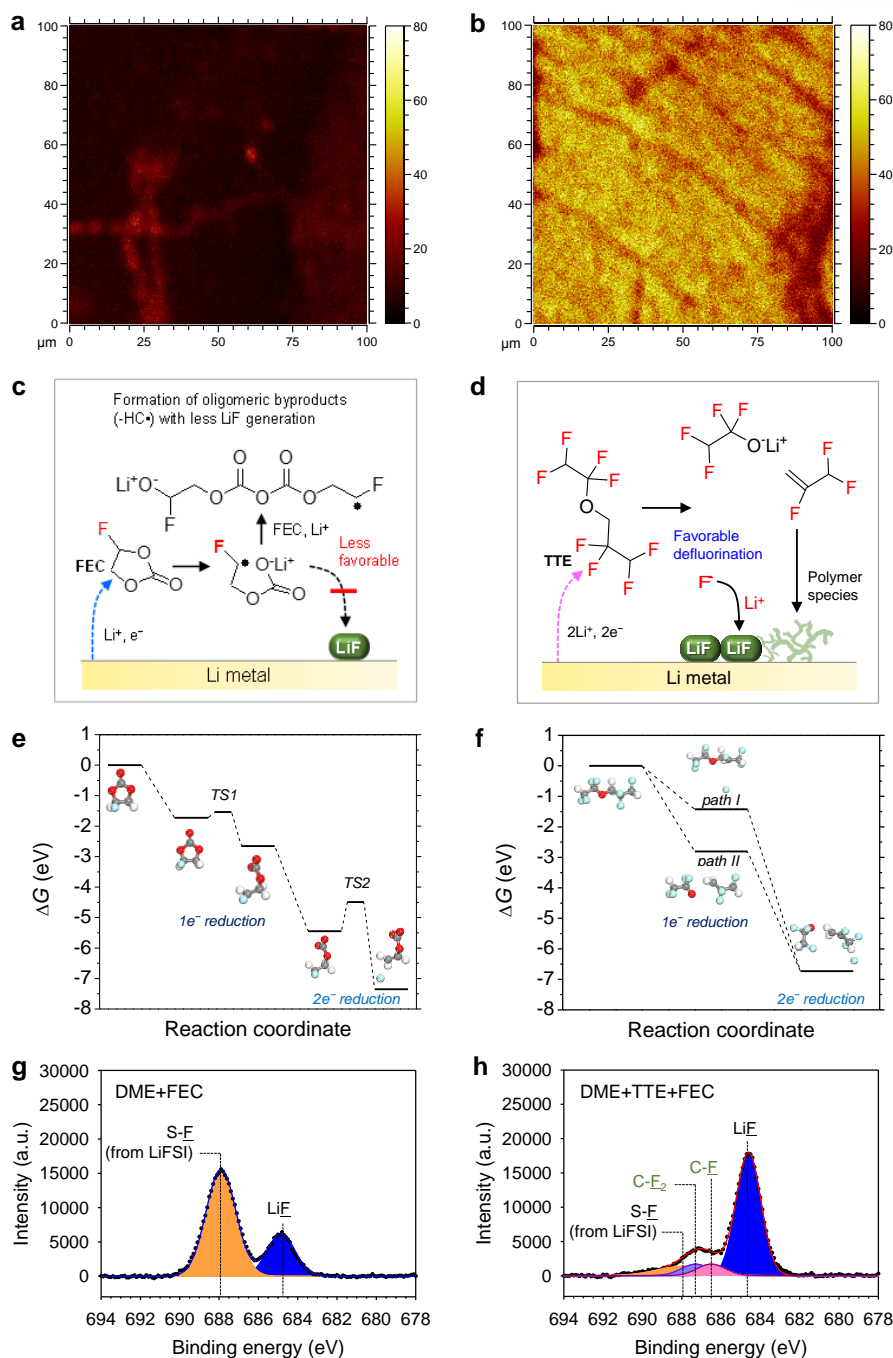 a
100
80
60
40
20
0
80
60
40
20
0
µm
0
25
50
75
100
b
100
80
60
40
20
0
80
60
40
20
0
µm
0
25
50
75
100
c
Formation of oligomeric byproducts
(-HC•) with less LiF generation
Li⁺O⁻
O
O
F
O
O
O
F
FEC, Li⁺
Less
favorable
F
FEC
O
O
O
F
O⁻Li⁺
O
O
Li⁺, e⁻
LiF
Li metal
d
F
F
F
F
O⁻Li⁺
F
F
F
F
F
F
F
O
TTE
F
F
F
F
Favorable
defluorination
F⁻
Li⁺
Polymer
species
2Li⁺, 2e⁻
LiF
LiF
Li metal
e
1
0
-1
-2
-3
-4
-5
-6
-7
-8
ΔG (eV)
TS1
1e⁻ reduction
TS2
2e⁻ reduction
Reaction coordinate
f
1
0
-1
-2
-3
-4
-5
-6
-7
-8
ΔG (eV)
path I
path II
1e⁻ reduction
2e⁻ reduction
Reaction coordinate
g
30000
25000
20000
15000
10000
5000
0
Intensity (a.u.)
DME+FEC
S-F
(from LiFSI)
LiF
694 692 690 688 686 684 682 680 678
Binding energy (eV)
h
30000
25000
20000
15000
10000
5000
0
Intensity (a.u.)
DME+TTE+FEC
LiF
C-F
C-F₂
S-F
(from LiFSI)
694 692 690 688 686 684 682 680 678
Binding energy (eV)